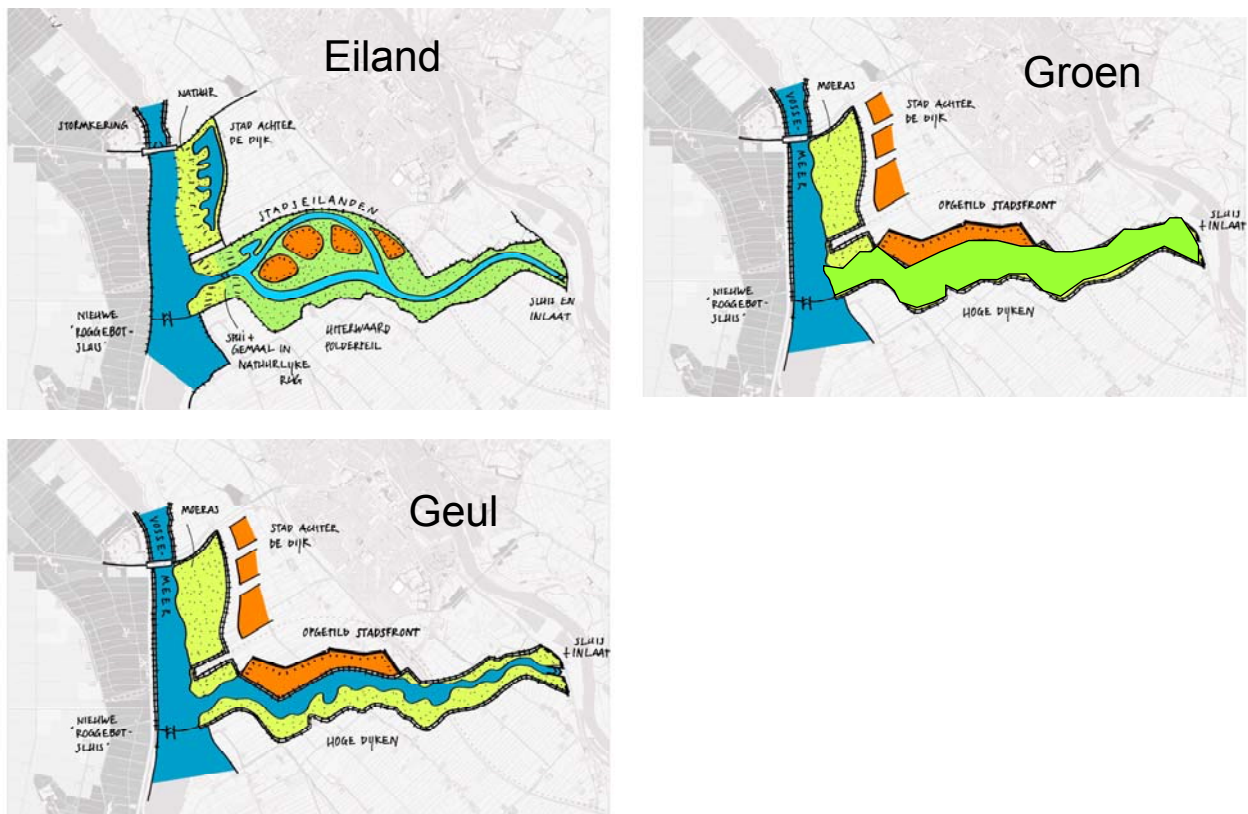 Eiland
NATUUR
STORMKERING
STAD ACHTER
DE DIJK
STADSEILANDEN
NIEUWE
"ROGGEBOT-
SLUIS"
SPUI +
GEMAAL IN
NATUURLIJKE
RUG
UITERWAARD
POLDERPEIL
SLUIS EN
INLAAT
Groen
MOERAS
VOSSE-
MEER
STAD ACHTER
DE DIJK
OPGETILD STADSFRONT
SLUIS
+ INLAAT
NIEUWE
"ROGGEBOT-
SLUIS"
HOGE DIJKEN
Geul
MOERAS
VOSSE-
MEER
STAD ACHTER
DE DIJK
OPGETILD STADSFRONT
SLUIS
+ INLAAT
NIEUWE
"ROGGEBOT-
SLUIS"
HOGE DIJKEN